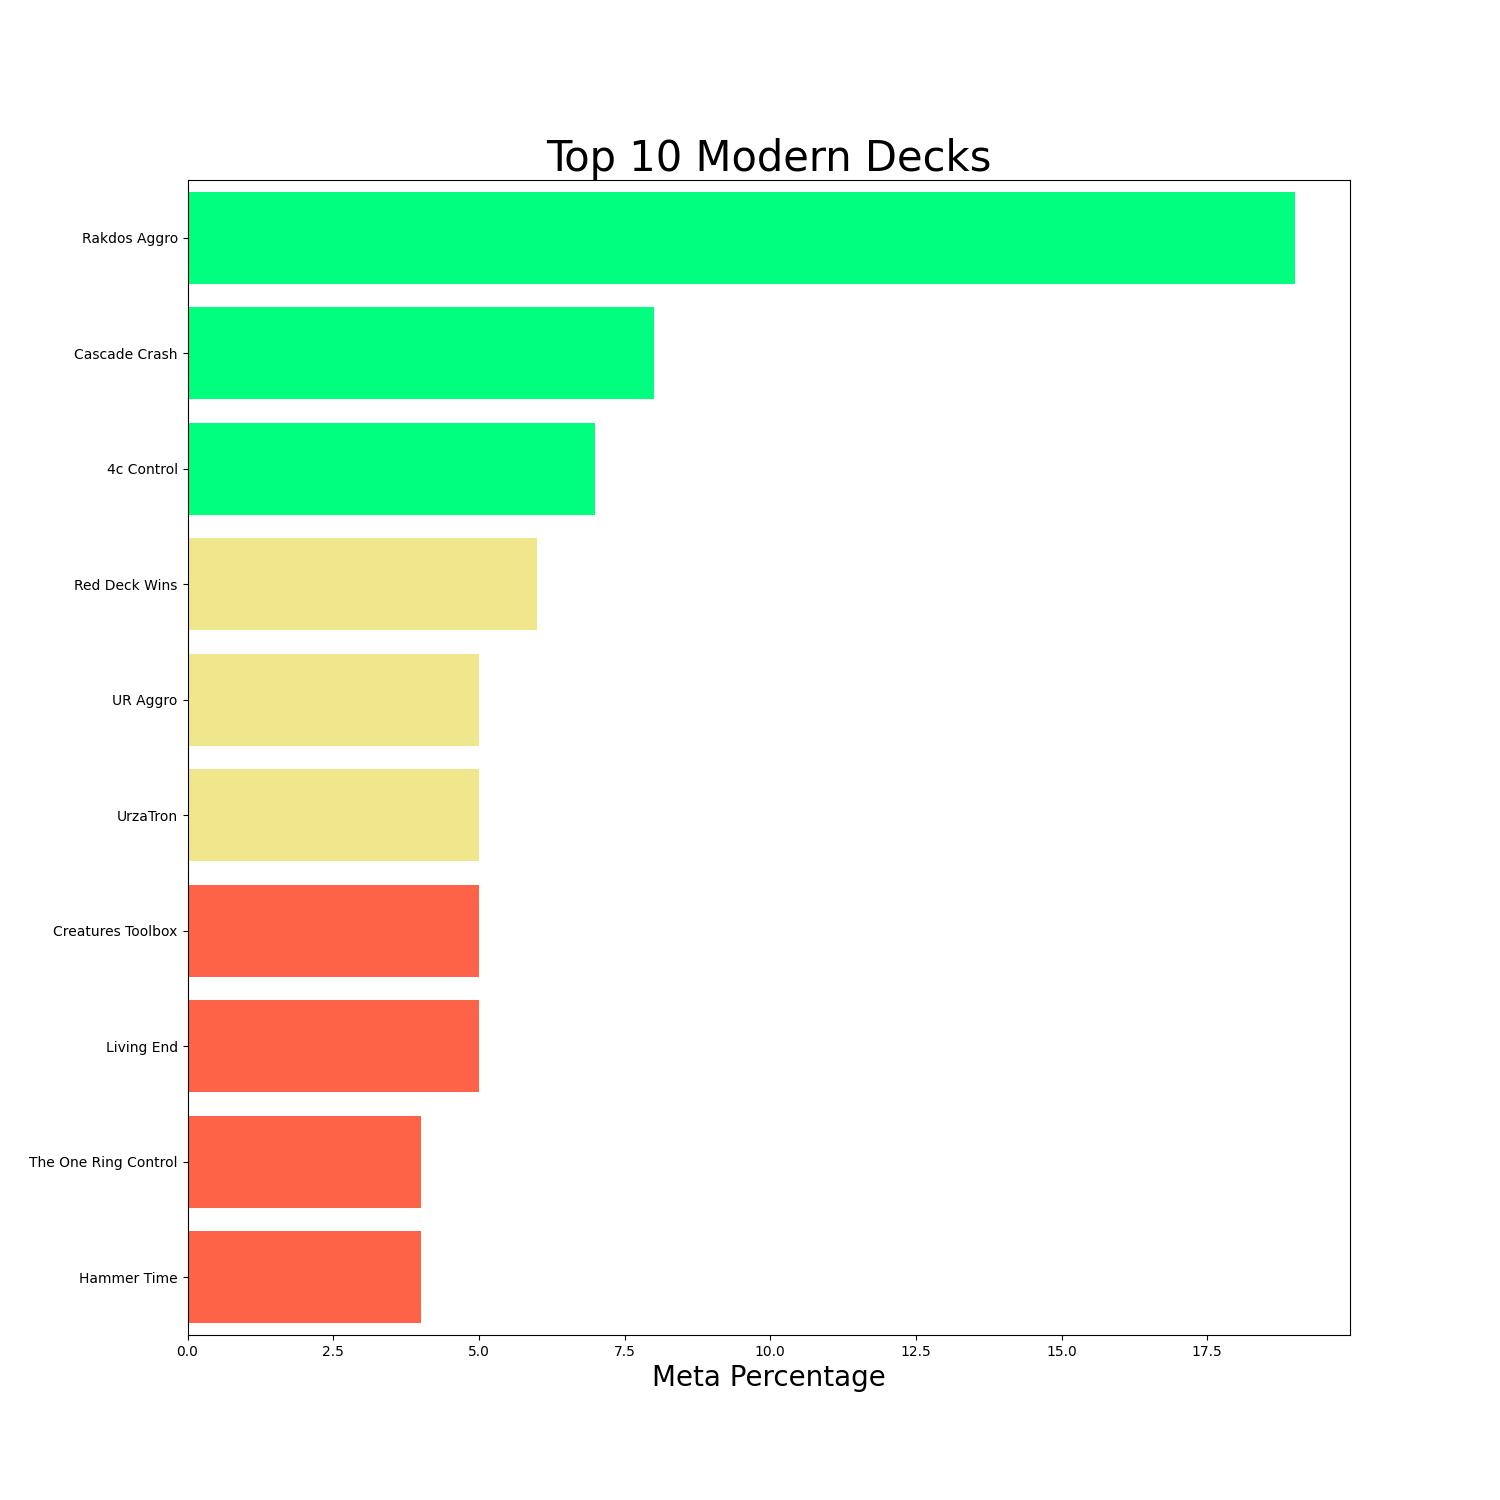 Top 10 Modern Decks
Rakdos Aggro
Cascade Crash
4c Control
Red Deck Wins
UR Aggro
UrzaTron
Creatures Toolbox
Living End
The One Ring Control
Hammer Time
0.0 2.5 5.0 7.5 10.0 12.5 15.0 17.5
Meta Percentage